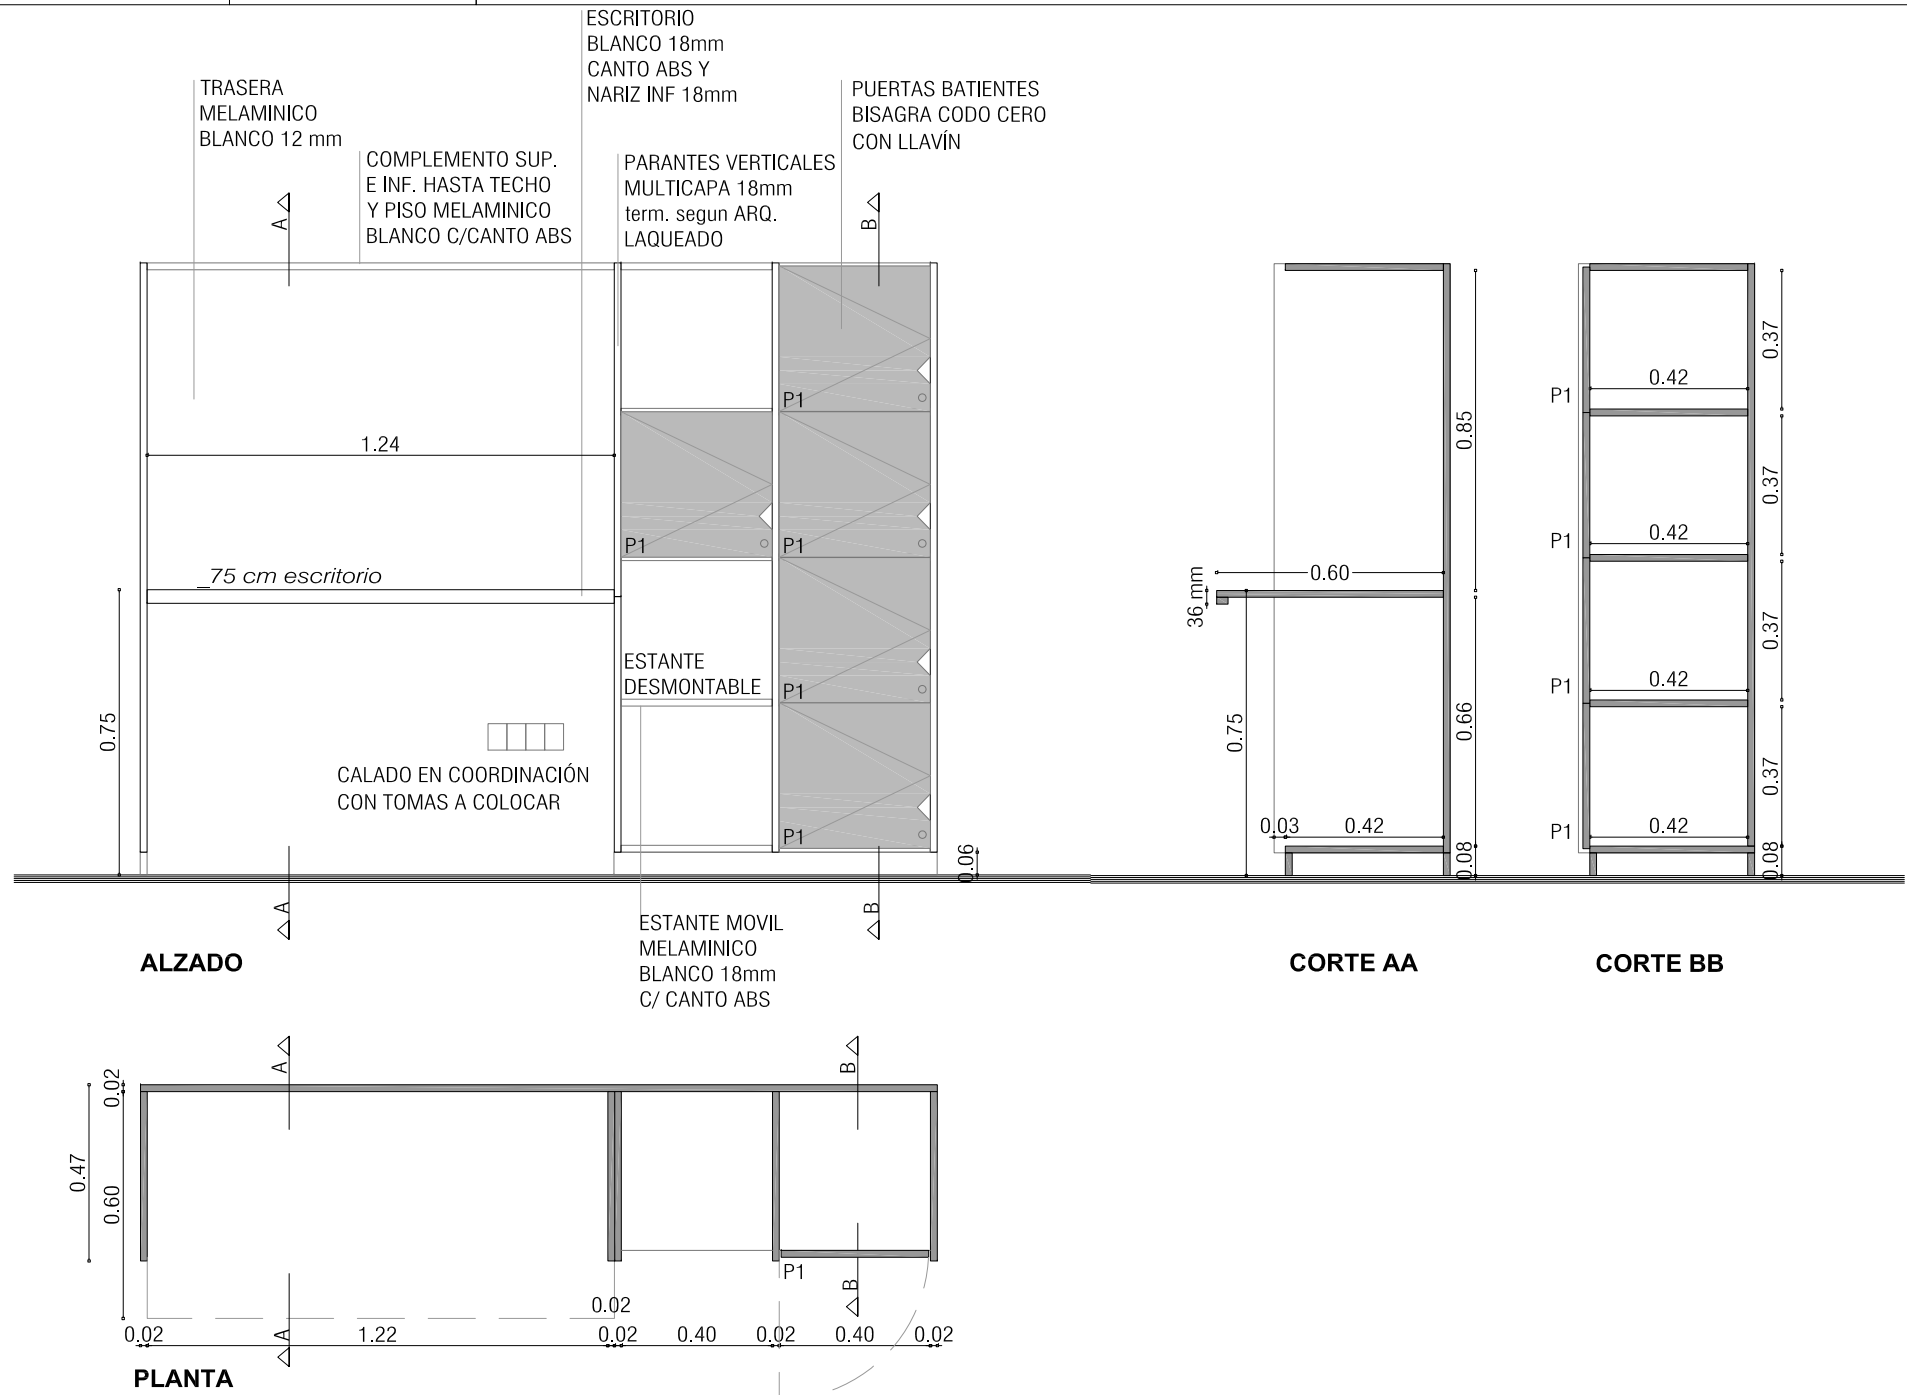 ESCRITORIO
BLANCO 18mm
CANTO ABS Y
NARIZ INF 18mm
TRASERA
MELAMINICO
BLANCO 12 mm
PUERTAS BATIENTES
BISAGRA CODO CERO
CON LLAVÍN
COMPLEMENTO SUP.
E INF. HASTA TECHO
Y PISO MELAMINICO
BLANCO C/CANTO ABS
PARANTES VERTICALES
MULTICAPA 18mm
term. segun ARQ.
LAQUEADO
A
B
P1
1.24
P1
P1
_75 cm escritorio
ESTANTE
DESMONTABLE
P1
0.75
CALADO EN COORDINACIÓN
CON TOMAS A COLOCAR
P1
0.06
A
B
ESTANTE MOVIL
MELAMINICO
BLANCO 18mm
C/ CANTO ABS
ALZADO
0.85
0.60
36 mm
0.75
0.66
0.03
0.42
0.08
CORTE AA
0.37
P1
0.42
0.37
P1
0.42
0.37
P1
0.42
0.37
P1
0.42
0.08
CORTE BB
A
B
0.02
0.47
0.60
P1
B
0.02
A
0.02
1.22
0.02
0.40
0.02
0.40
0.02
PLANTA